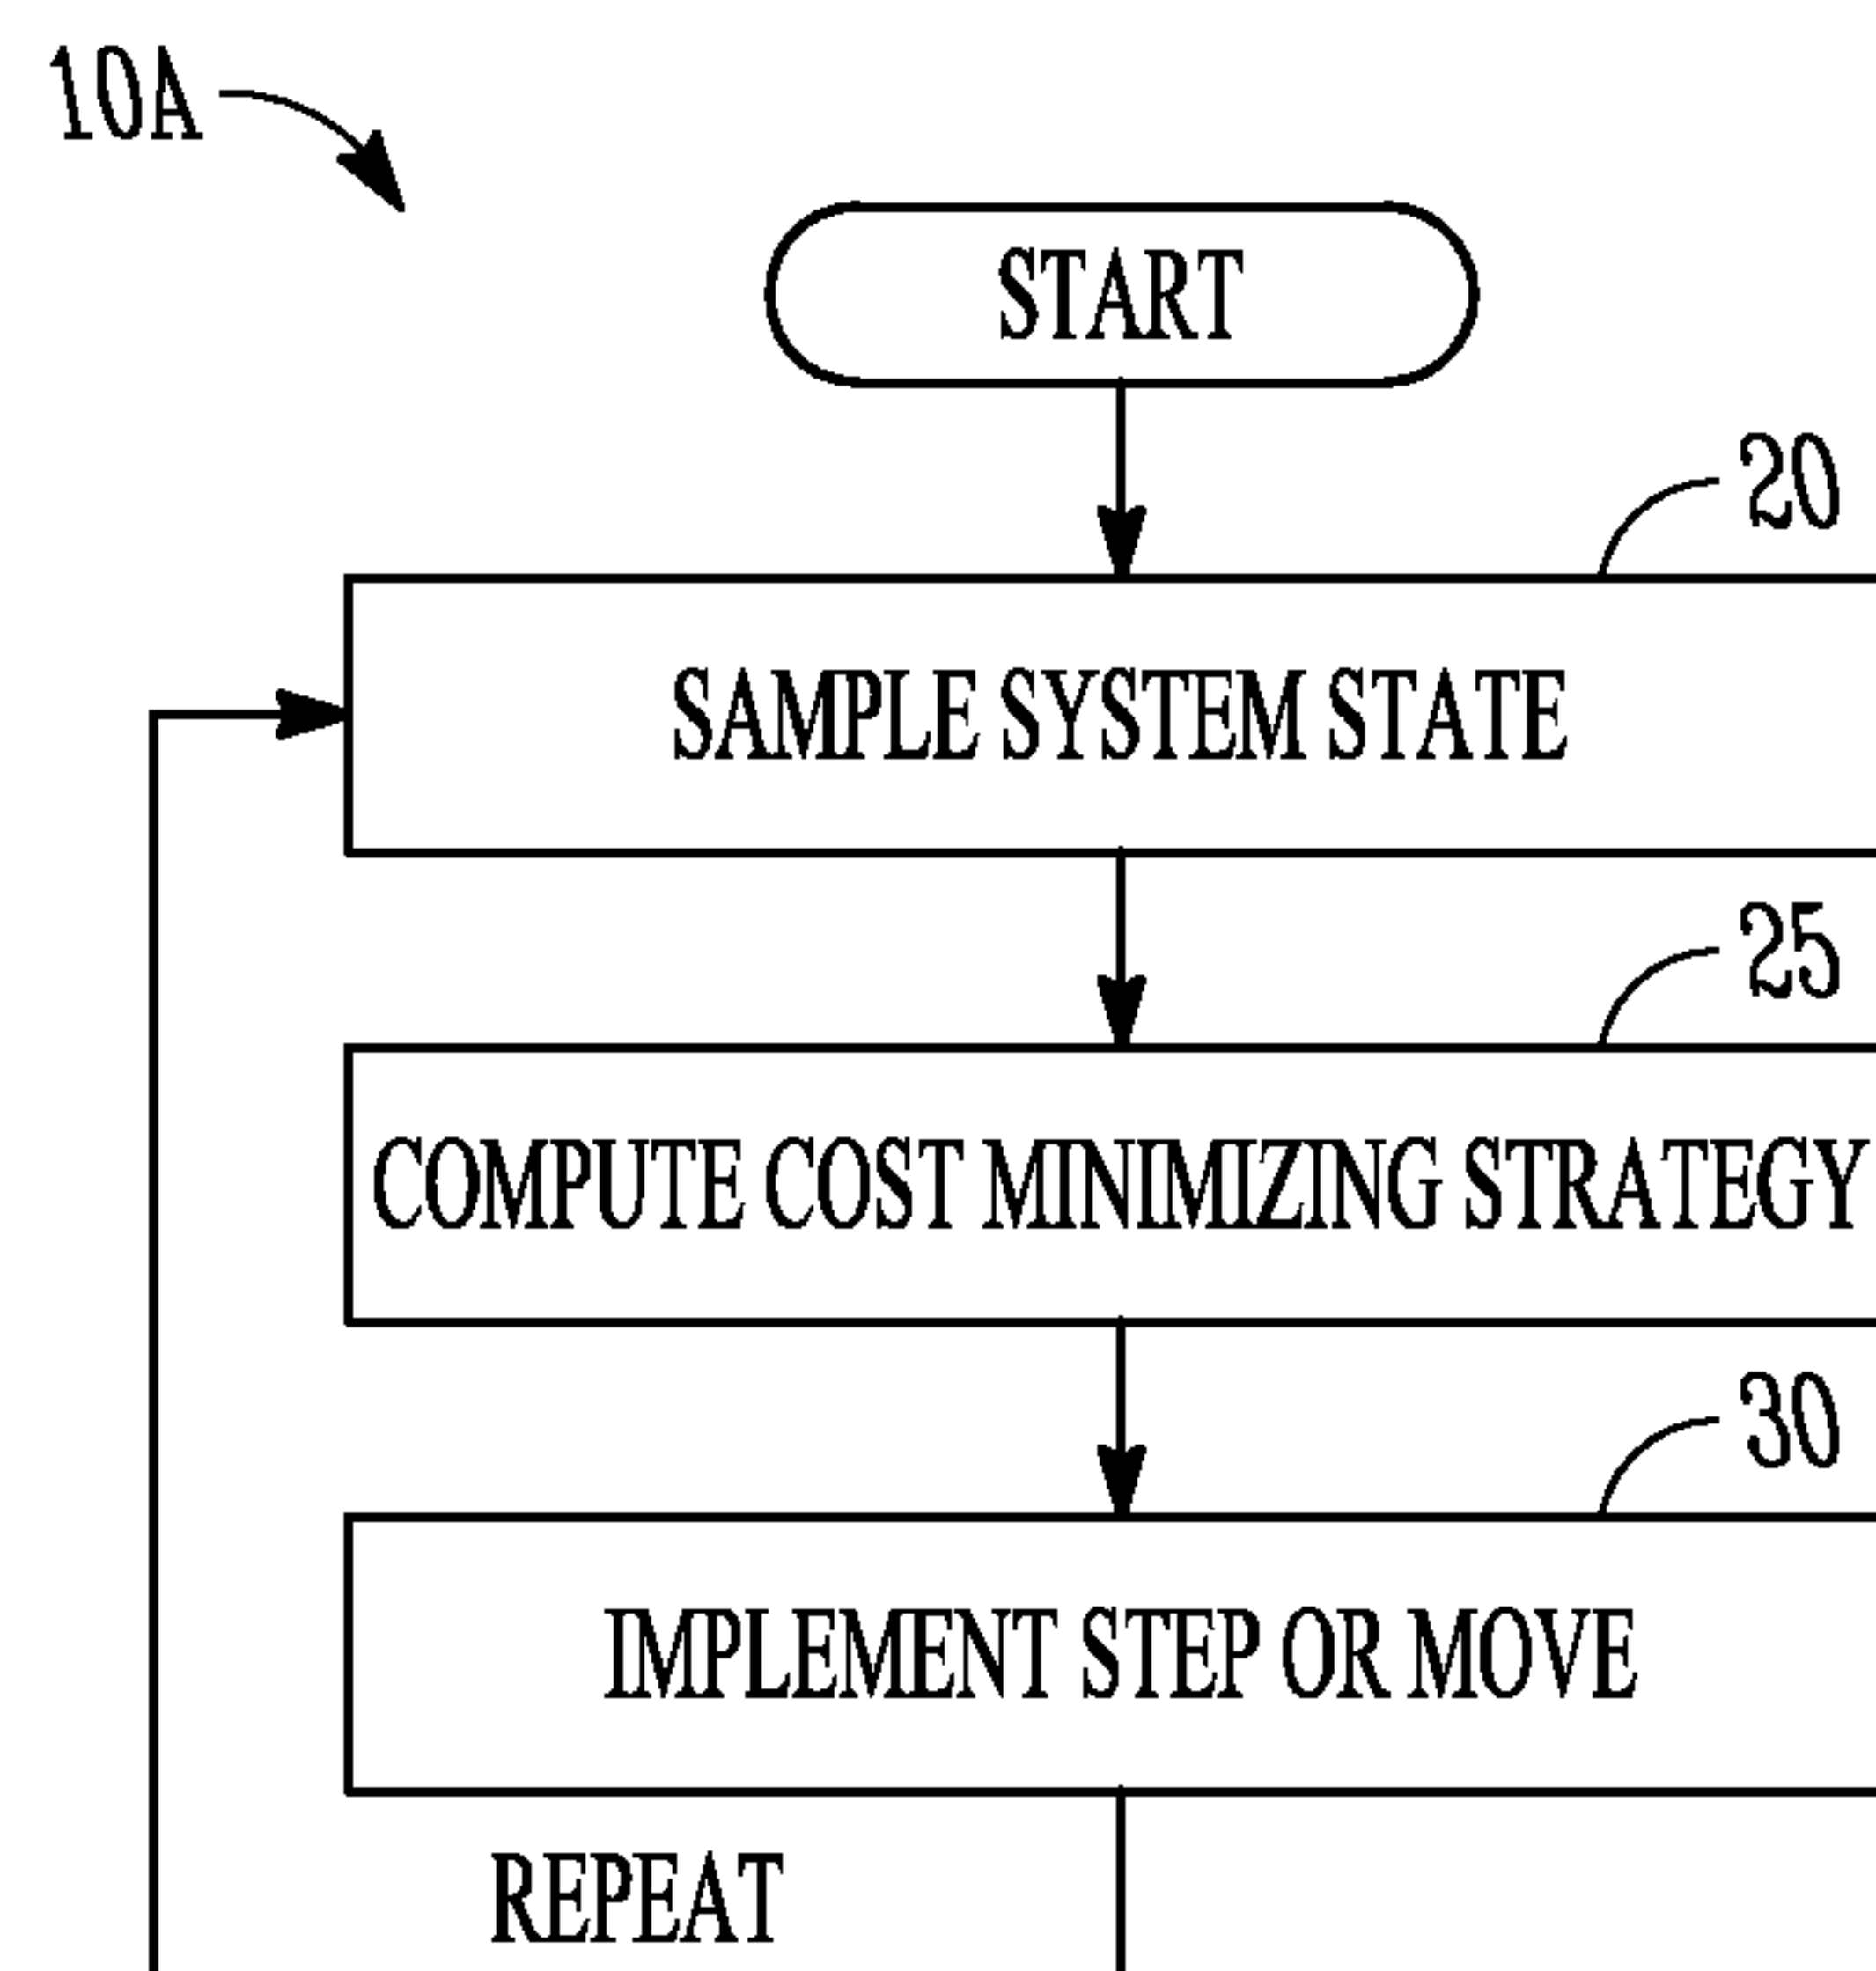 10A
START
20
SAMPLE SYSTEM STATE
25
COMPUTE COST MINIMIZING STRATEGY
30
IMPLEMENT STEP OR MOVE
REPEAT